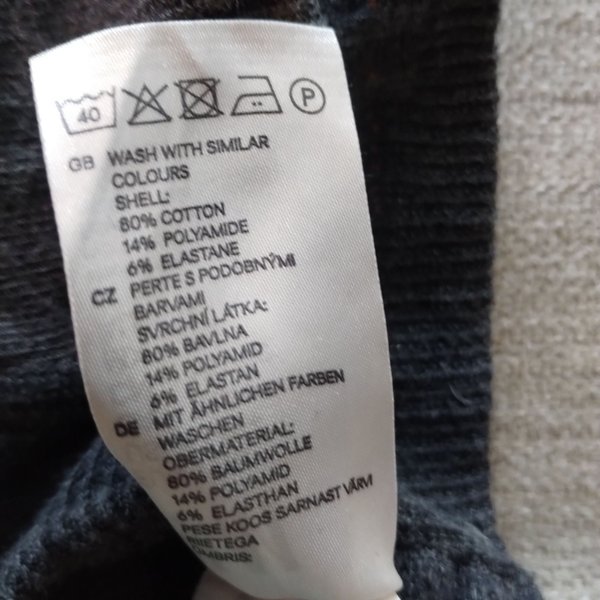 40 P
GB WASH WITH SIMILAR
COLOURS
SHELL:
80% COTTON
14% POLYAMIDE
6% ELASTANE
CZ PERTE S PODOBNÝMI
BARVAMI
SVRCHNÍ LÁTKA:
80% BAVLNA
14% POLYAMID
6% ELASTAN
DE MIT ÄHNLICHEN FARBEN
WASCHEN
OBERMATERIAL:
80% BAUMWOLLE
14% POLYAMID
6% ELASTHAN
PESE KOOS SARNAST VÄRVI